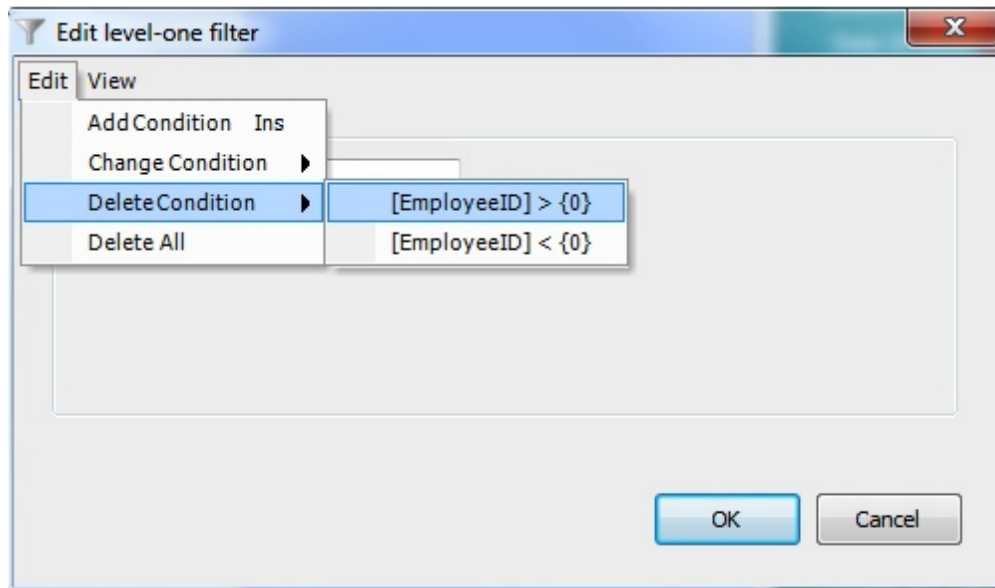 Edit level-one filter
Edit View
Add Condition Ins
Change Condition
Delete Condition
[EmployeeID] > {0}
Delete All
[EmployeeID] < {0}
OK Cancel